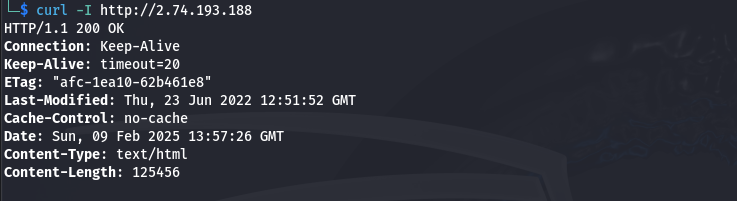 └─$ curl -I http://2.74.193.188
HTTP/1.1 200 OK
Connection: Keep-Alive
Keep-Alive: timeout=20
ETag: "afc-1ea10-62b461e8"
Last-Modified: Thu, 23 Jun 2022 12:51:52 GMT
Cache-Control: no-cache
Date: Sun, 09 Feb 2025 13:57:26 GMT
Content-Type: text/html
Content-Length: 125456